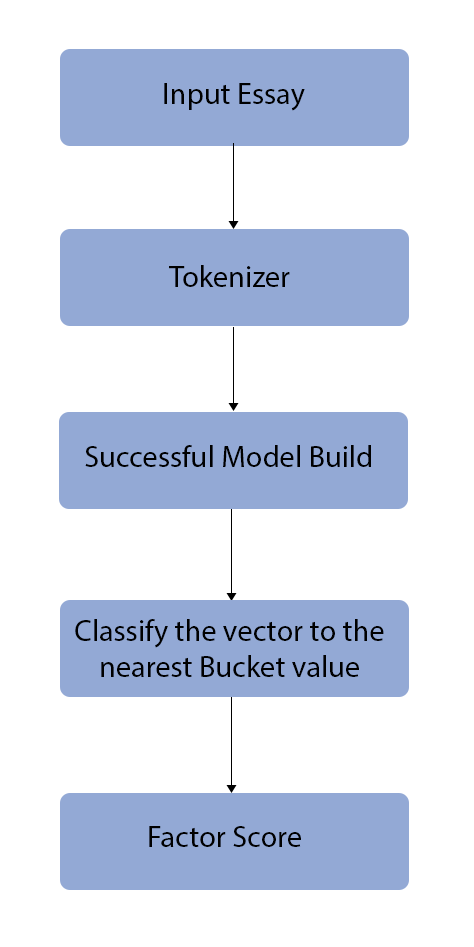 Input Essay
Tokenizer
Successful Model Build
Classify the vector to the
nearest Bucket value
Factor Score